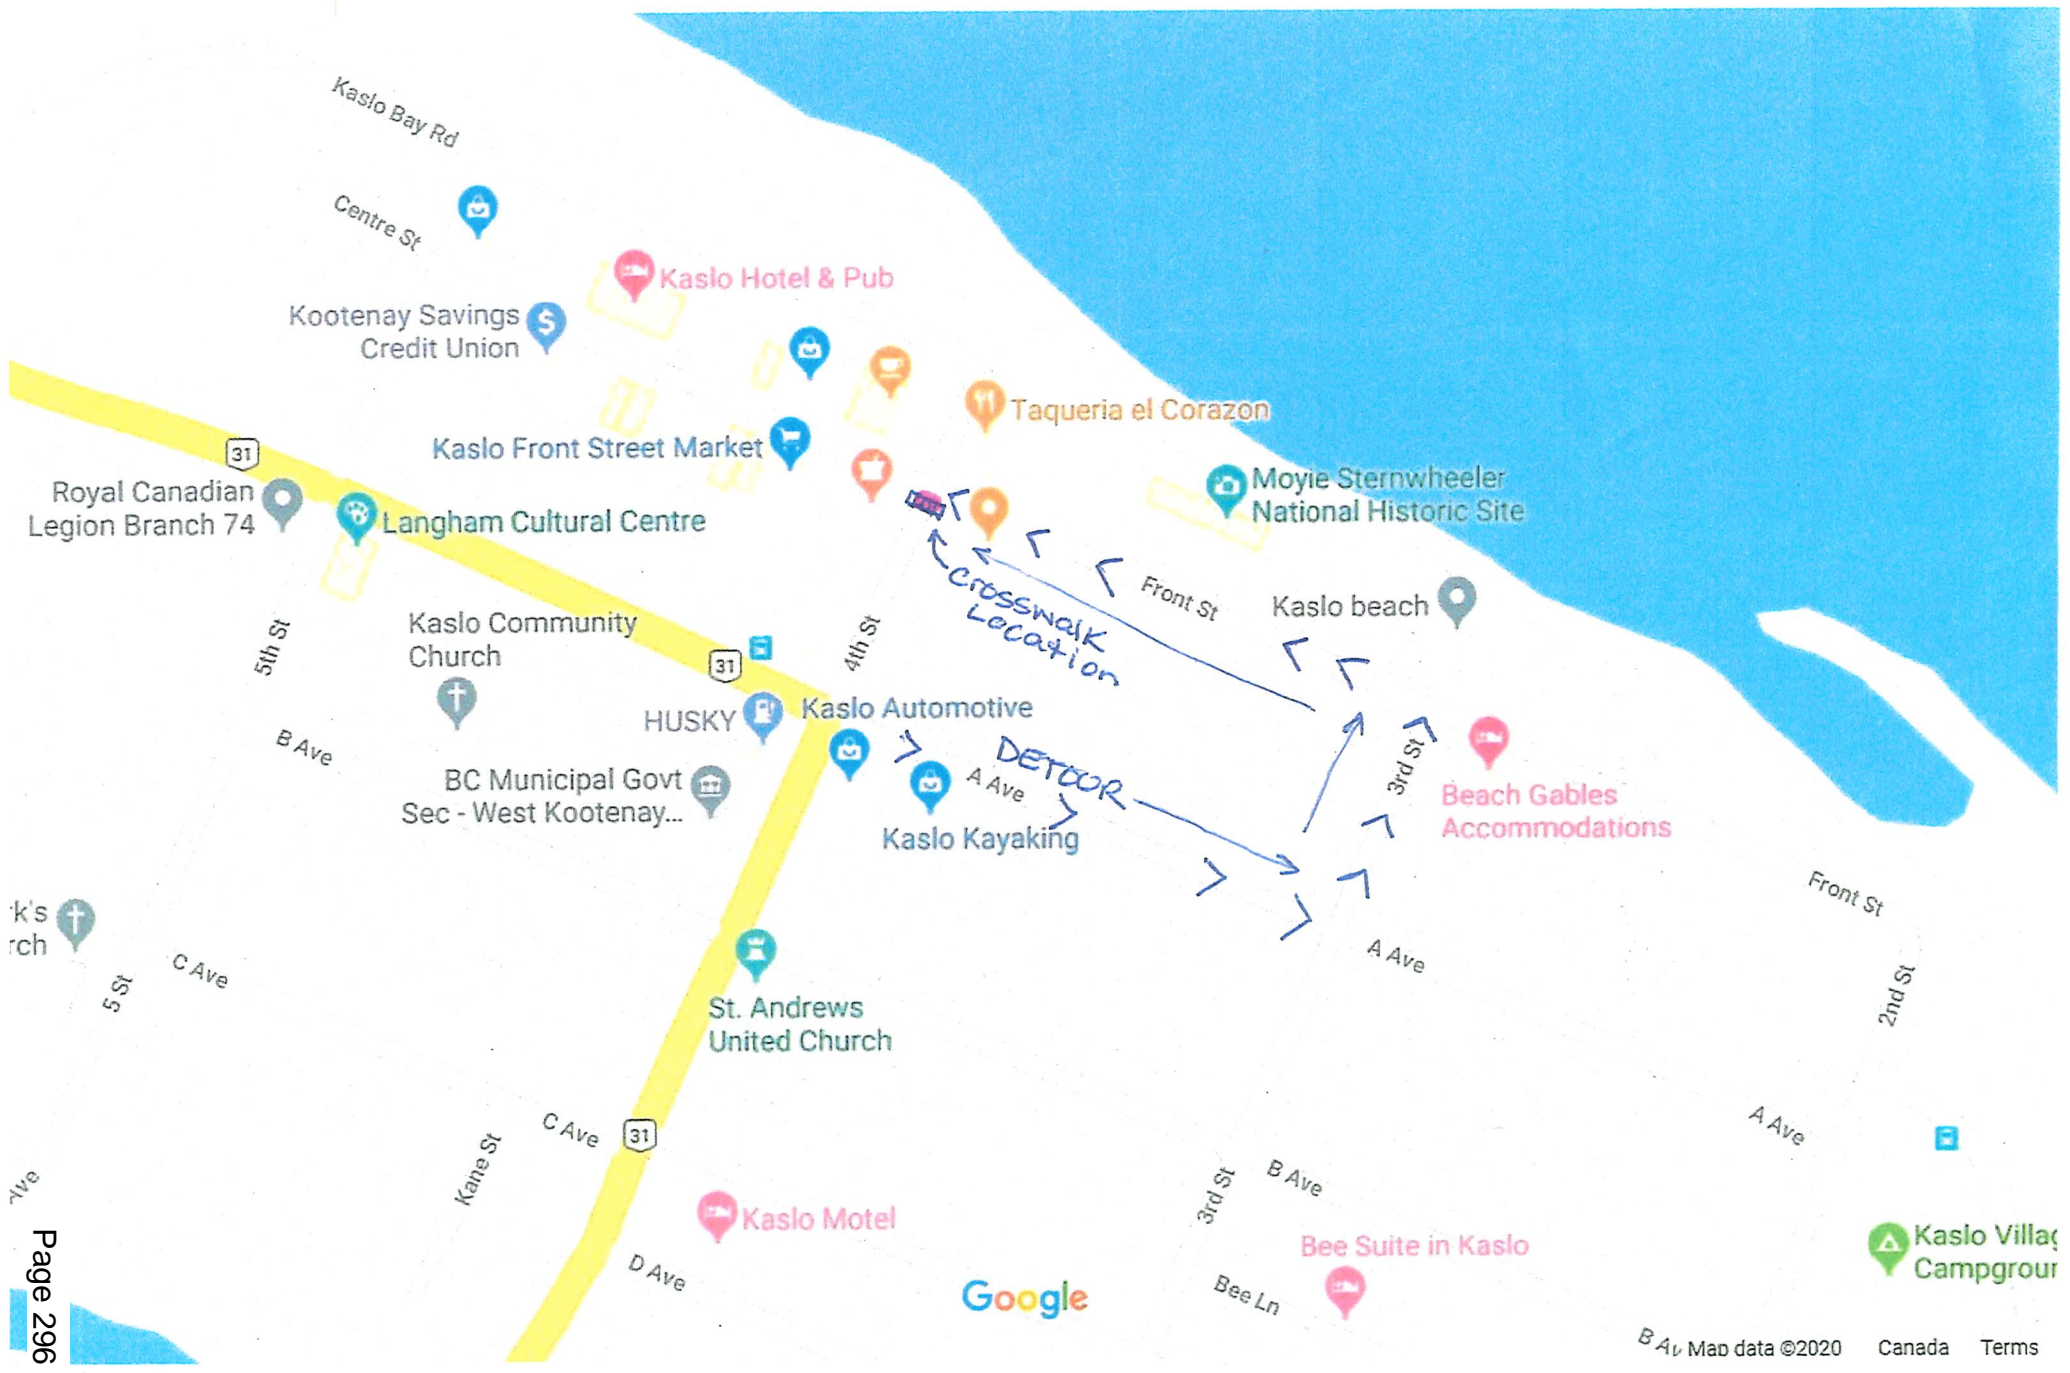 Kaslo Bay Rd
Centre St
Kaslo Hotel & Pub
Kootenay Savings
Credit Union
Taqueria el Corazon
Kaslo Front Street Market
31
Royal Canadian
Legion Branch 74
Langham Cultural Centre
Moyie Sternwheeler
National Historic Site
Crosswalk
Location
Front St
Kaslo beach
5th St
Kaslo Community
Church
4th St
31
HUSKY
Kaslo Automotive
B Ave
BC Municipal Govt
Sec - West Kootenay...
DETOUR
A Ave
Kaslo Kayaking
3rd St
Beach Gables
Accommodations
Front St
k's
rch
C Ave
5 St
A Ave
2nd St
St. Andrews
United Church
C Ave
31
Kane St
A Ave
B Ave
3rd St
Kaslo Motel
D Ave
Bee Suite in Kaslo
Bee Ln
Kaslo Villag
Campgrour
Google
B Av
Map data ©2020 Canada Terms
Page 296